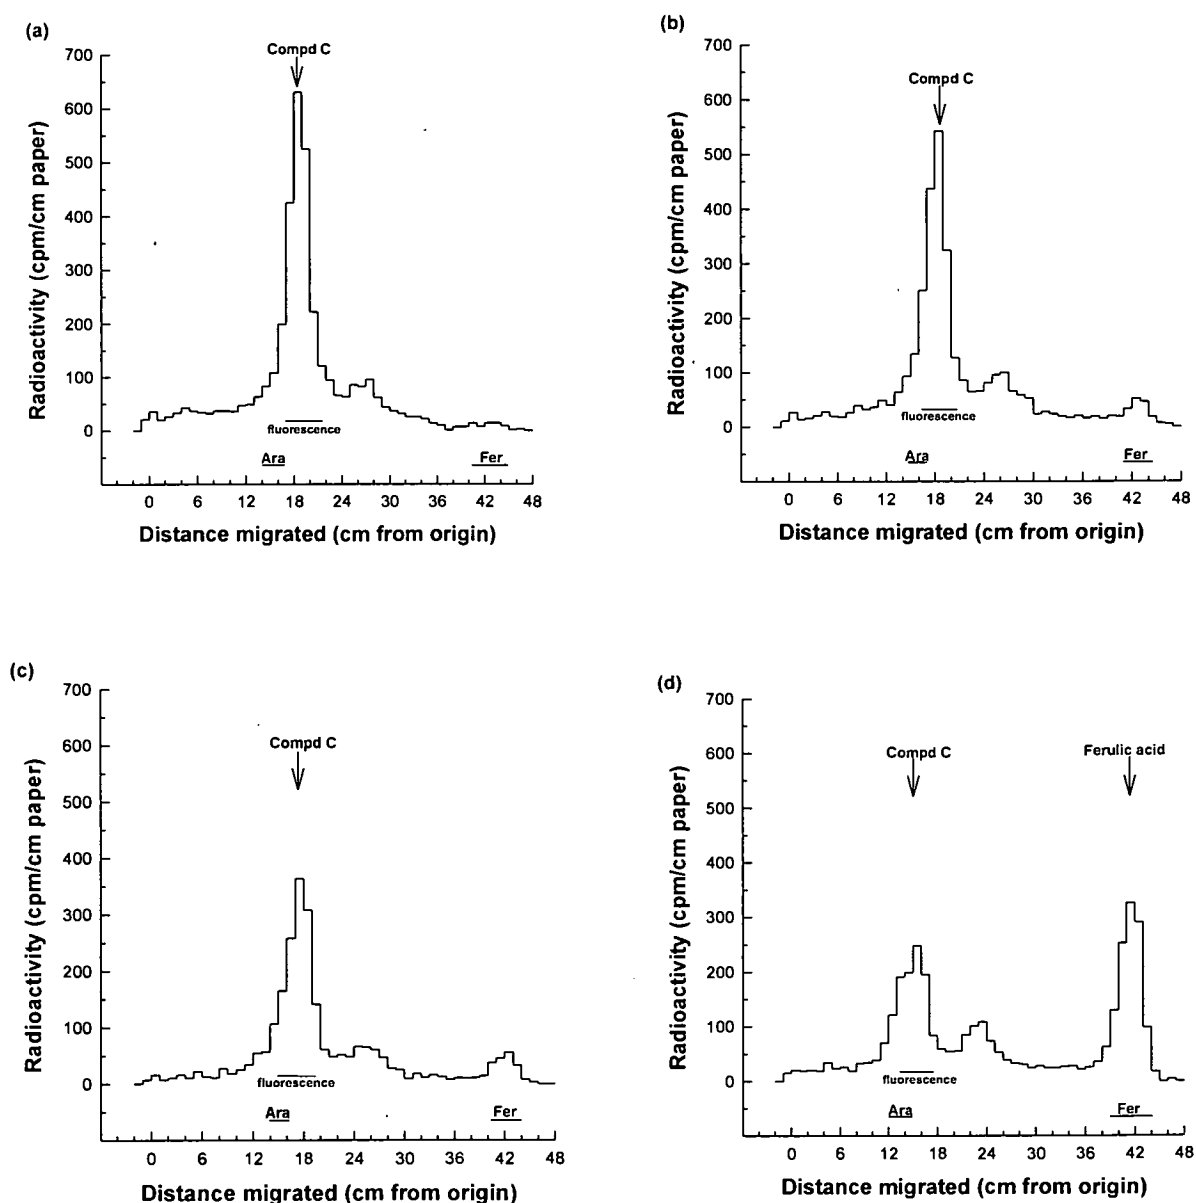 (a)
Compd C
700
600
500
400
300
200
100
0
Radioactivity (cpm/cm paper)
fluorescence
Ara
Fer
0 6 12 18 24 30 36 42 48
Distance migrated (cm from origin)
(b)
Compd C
700
600
500
400
300
200
100
0
Radioactivity (cpm/cm paper)
fluorescence
Ara
Fer
0 6 12 18 24 30 36 42 48
Distance migrated (cm from origin)
(c)
Compd C
700
600
500
400
300
200
100
0
Radioactivity (cpm/cm paper)
fluorescence
Ara
Fer
0 6 12 18 24 30 36 42 48
Distance migrated (cm from origin)
(d)
Compd C Ferulic acid
700
600
500
400
300
200
100
0
Radioactivity (cpm/cm paper)
fluorescence
Ara
Fer
0 6 12 18 24 30 36 42 48
Distance migrated (cm from origin)